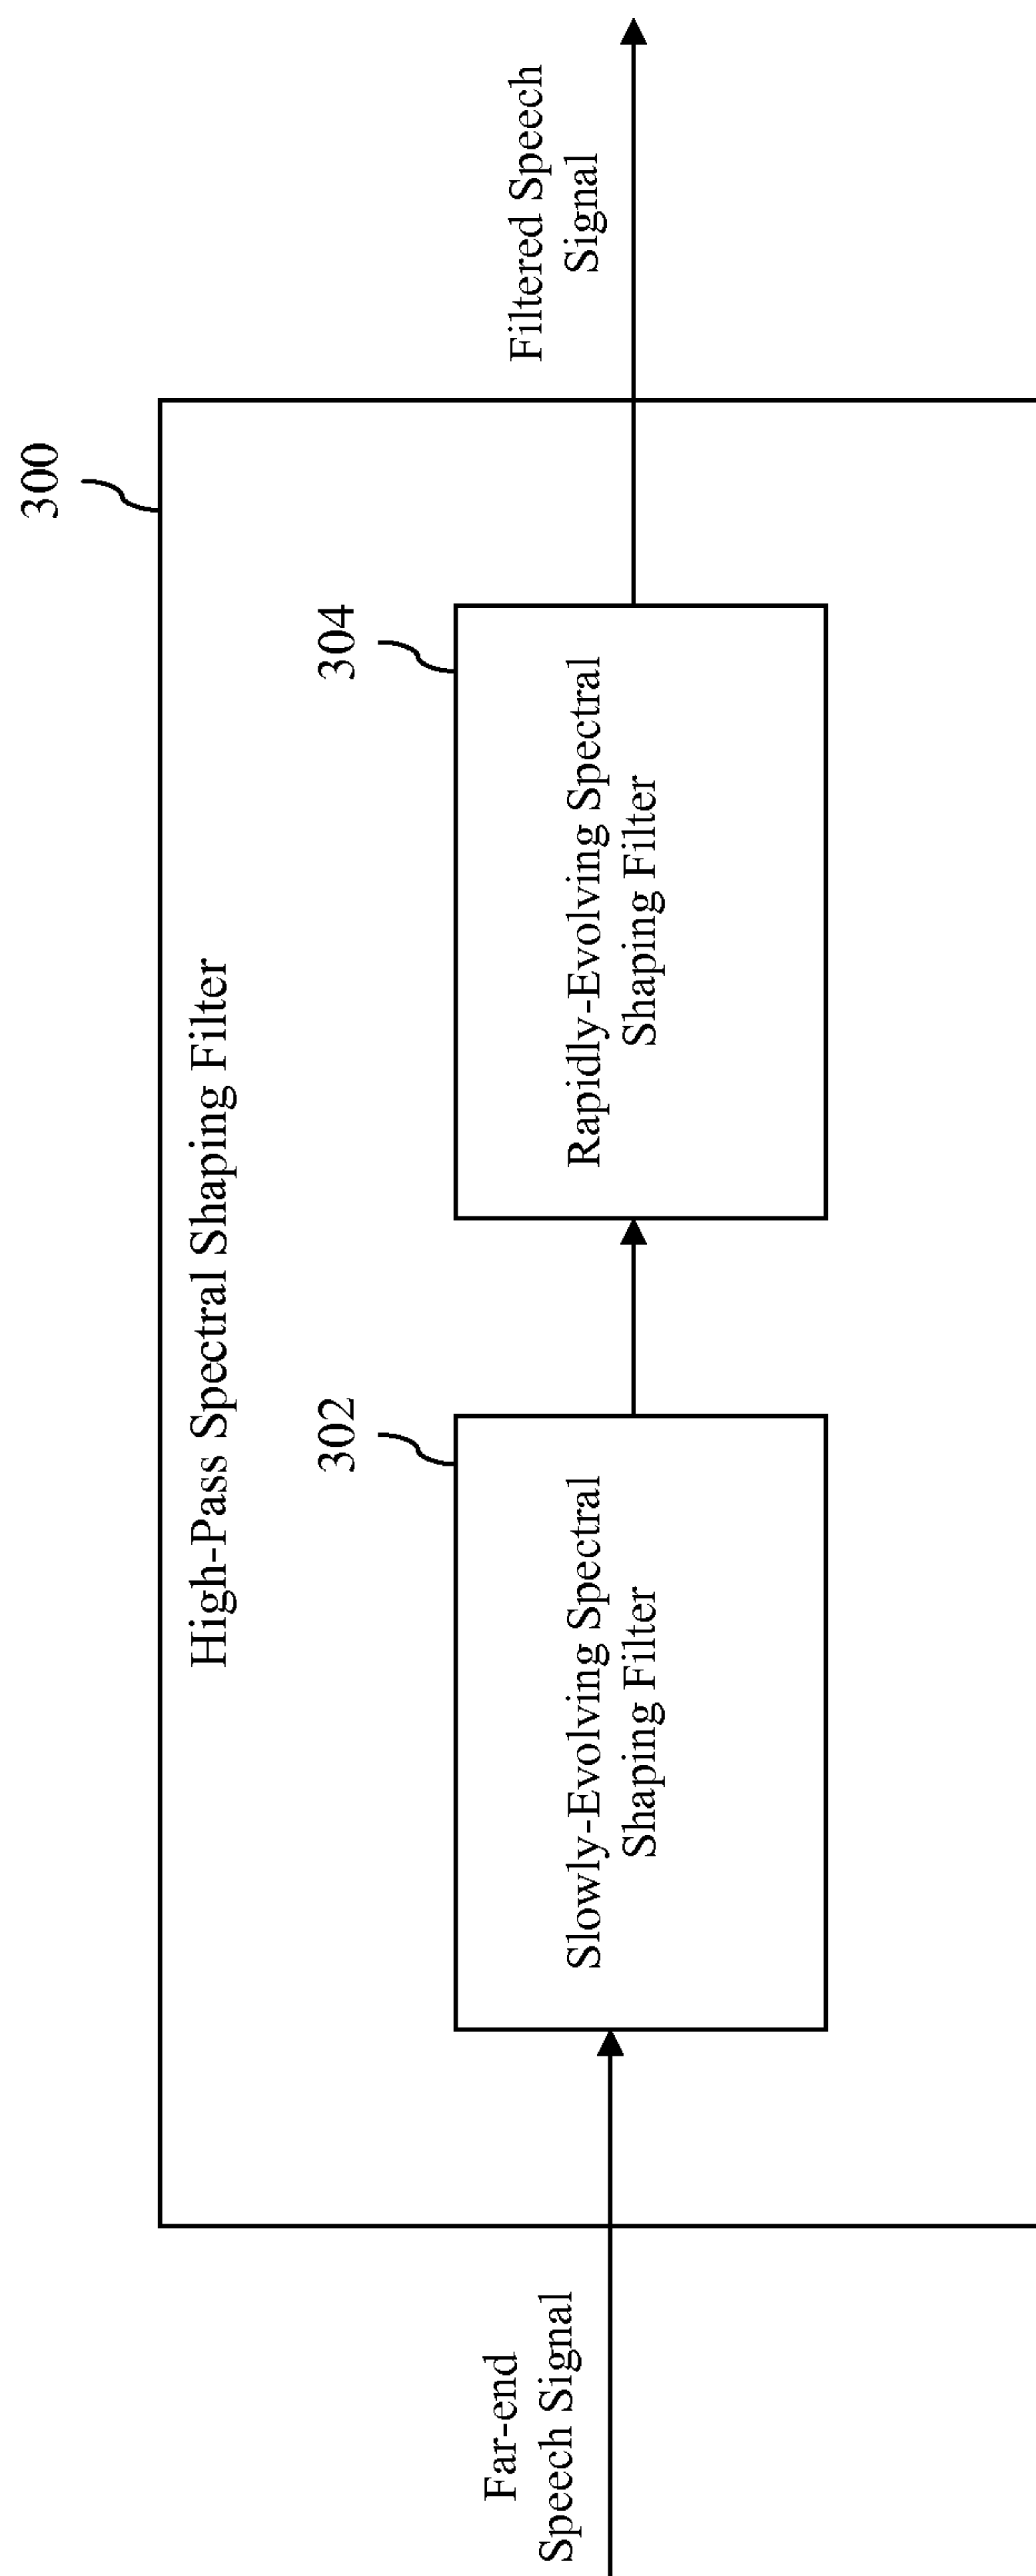 300
High-Pass Spectral Shaping Filter
302
304
Far-end
Speech Signal
Slowly-Evolving Spectral
Shaping Filter
Rapidly-Evolving Spectral
Shaping Filter
Filtered Speech
Signal